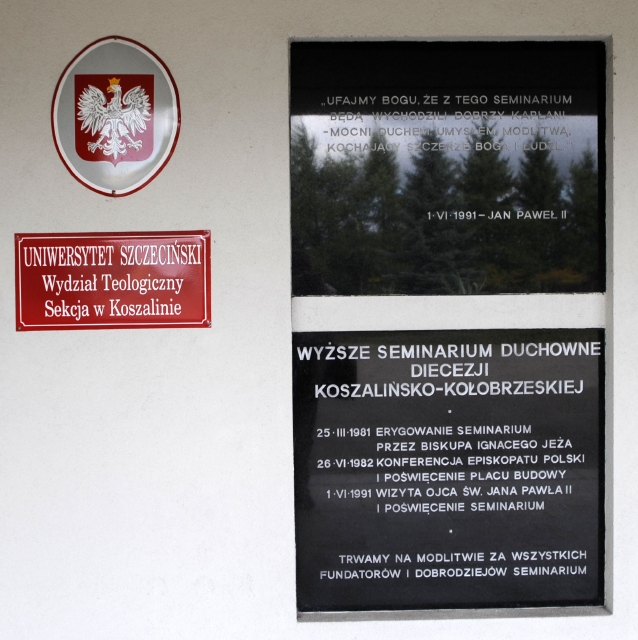 UNIWERSYTET SZCZECIŃSKI
Wydział Teologiczny
Sekcja w Koszalinie
„UFAJMY BOGU, ŻE Z TEGO SEMINARIUM
BĘDĄ WYCHODZILI DOBRZY KAPŁANI
-MOCNI DUCHEM, UMYSŁEM, MODLITWĄ,
KOCHAJĄCY SZCZERZE BOGA I LUDZI."
1·VI·1991–JAN PAWEŁ II
WYŻSZE SEMINARIUM DUCHOWNE
DIECEZJI
KOSZALIŃSKO-KOŁOBRZESKIEJ
25·III·1981 ERYGOWANIE SEMINARIUM
PRZEZ BISKUPA IGNACEGO JEŻA
26·VI·1982 KONFERENCJA EPISKOPATU POLSKI
I POŚWIĘCENIE PLACU BUDOWY
1·VI·1991 WIZYTA OJCA ŚW. JANA PAWŁA II
I POŚWIĘCENIE SEMINARIUM
TRWAMY NA MODLITWIE ZA WSZYSTKICH
FUNDATORÓW I DOBRODZIEJÓW SEMINARIUM